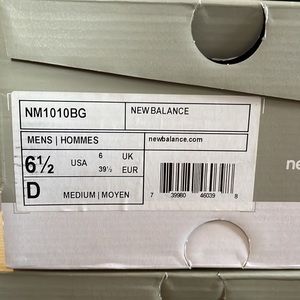 NM1010BG NEW BALANCE
MENS | HOMMES newbalance.com
6½ USA 6 UK
39½ EUR
D MEDIUM | MOYEN
7 39980 46039 8
ne